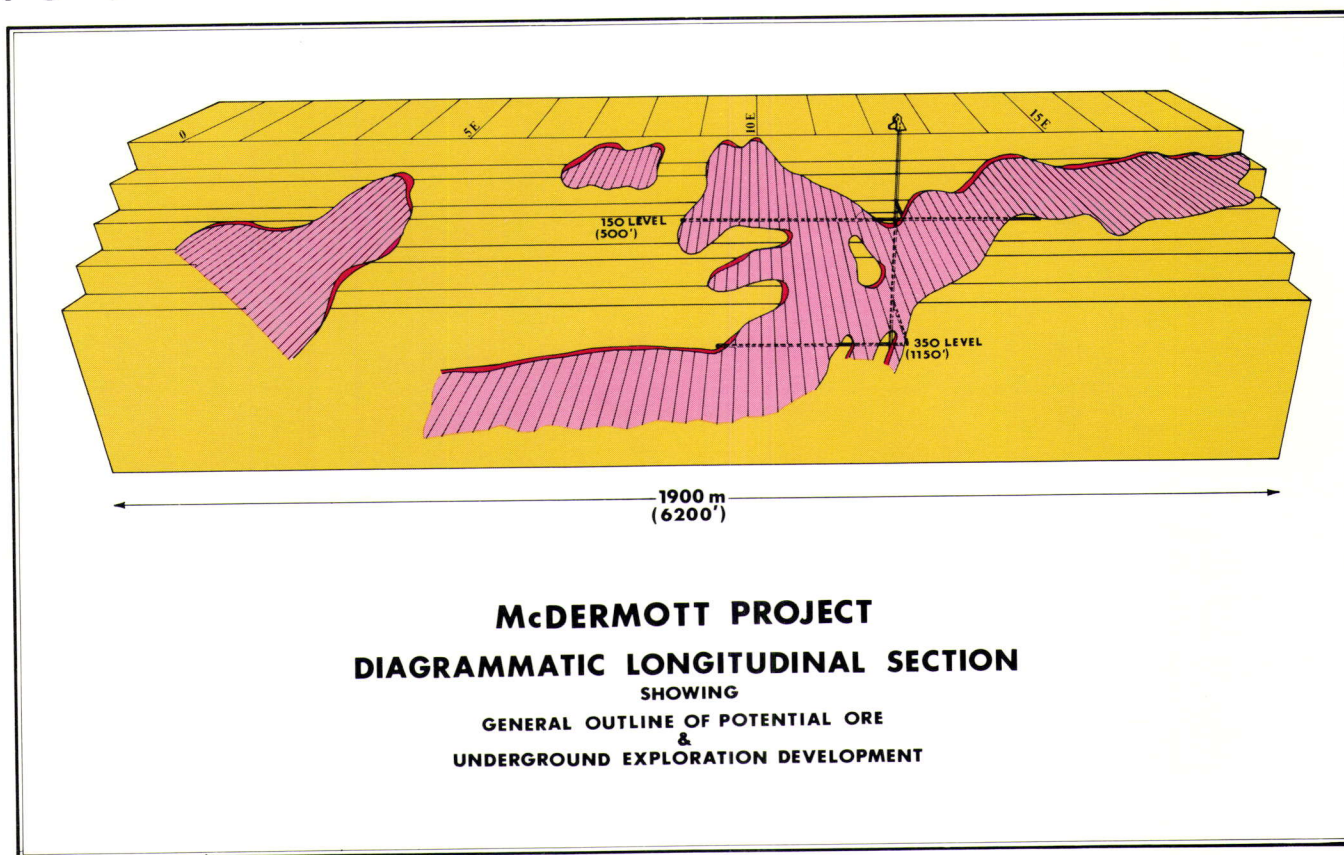 0
5E
10E
15E
150 LEVEL
(500')
350 LEVEL
(1150')
1900 m
(6200')
McDERMOTT PROJECT
DIAGRAMMATIC LONGITUDINAL SECTION
SHOWING
GENERAL OUTLINE OF POTENTIAL ORE
&
UNDERGROUND EXPLORATION DEVELOPMENT